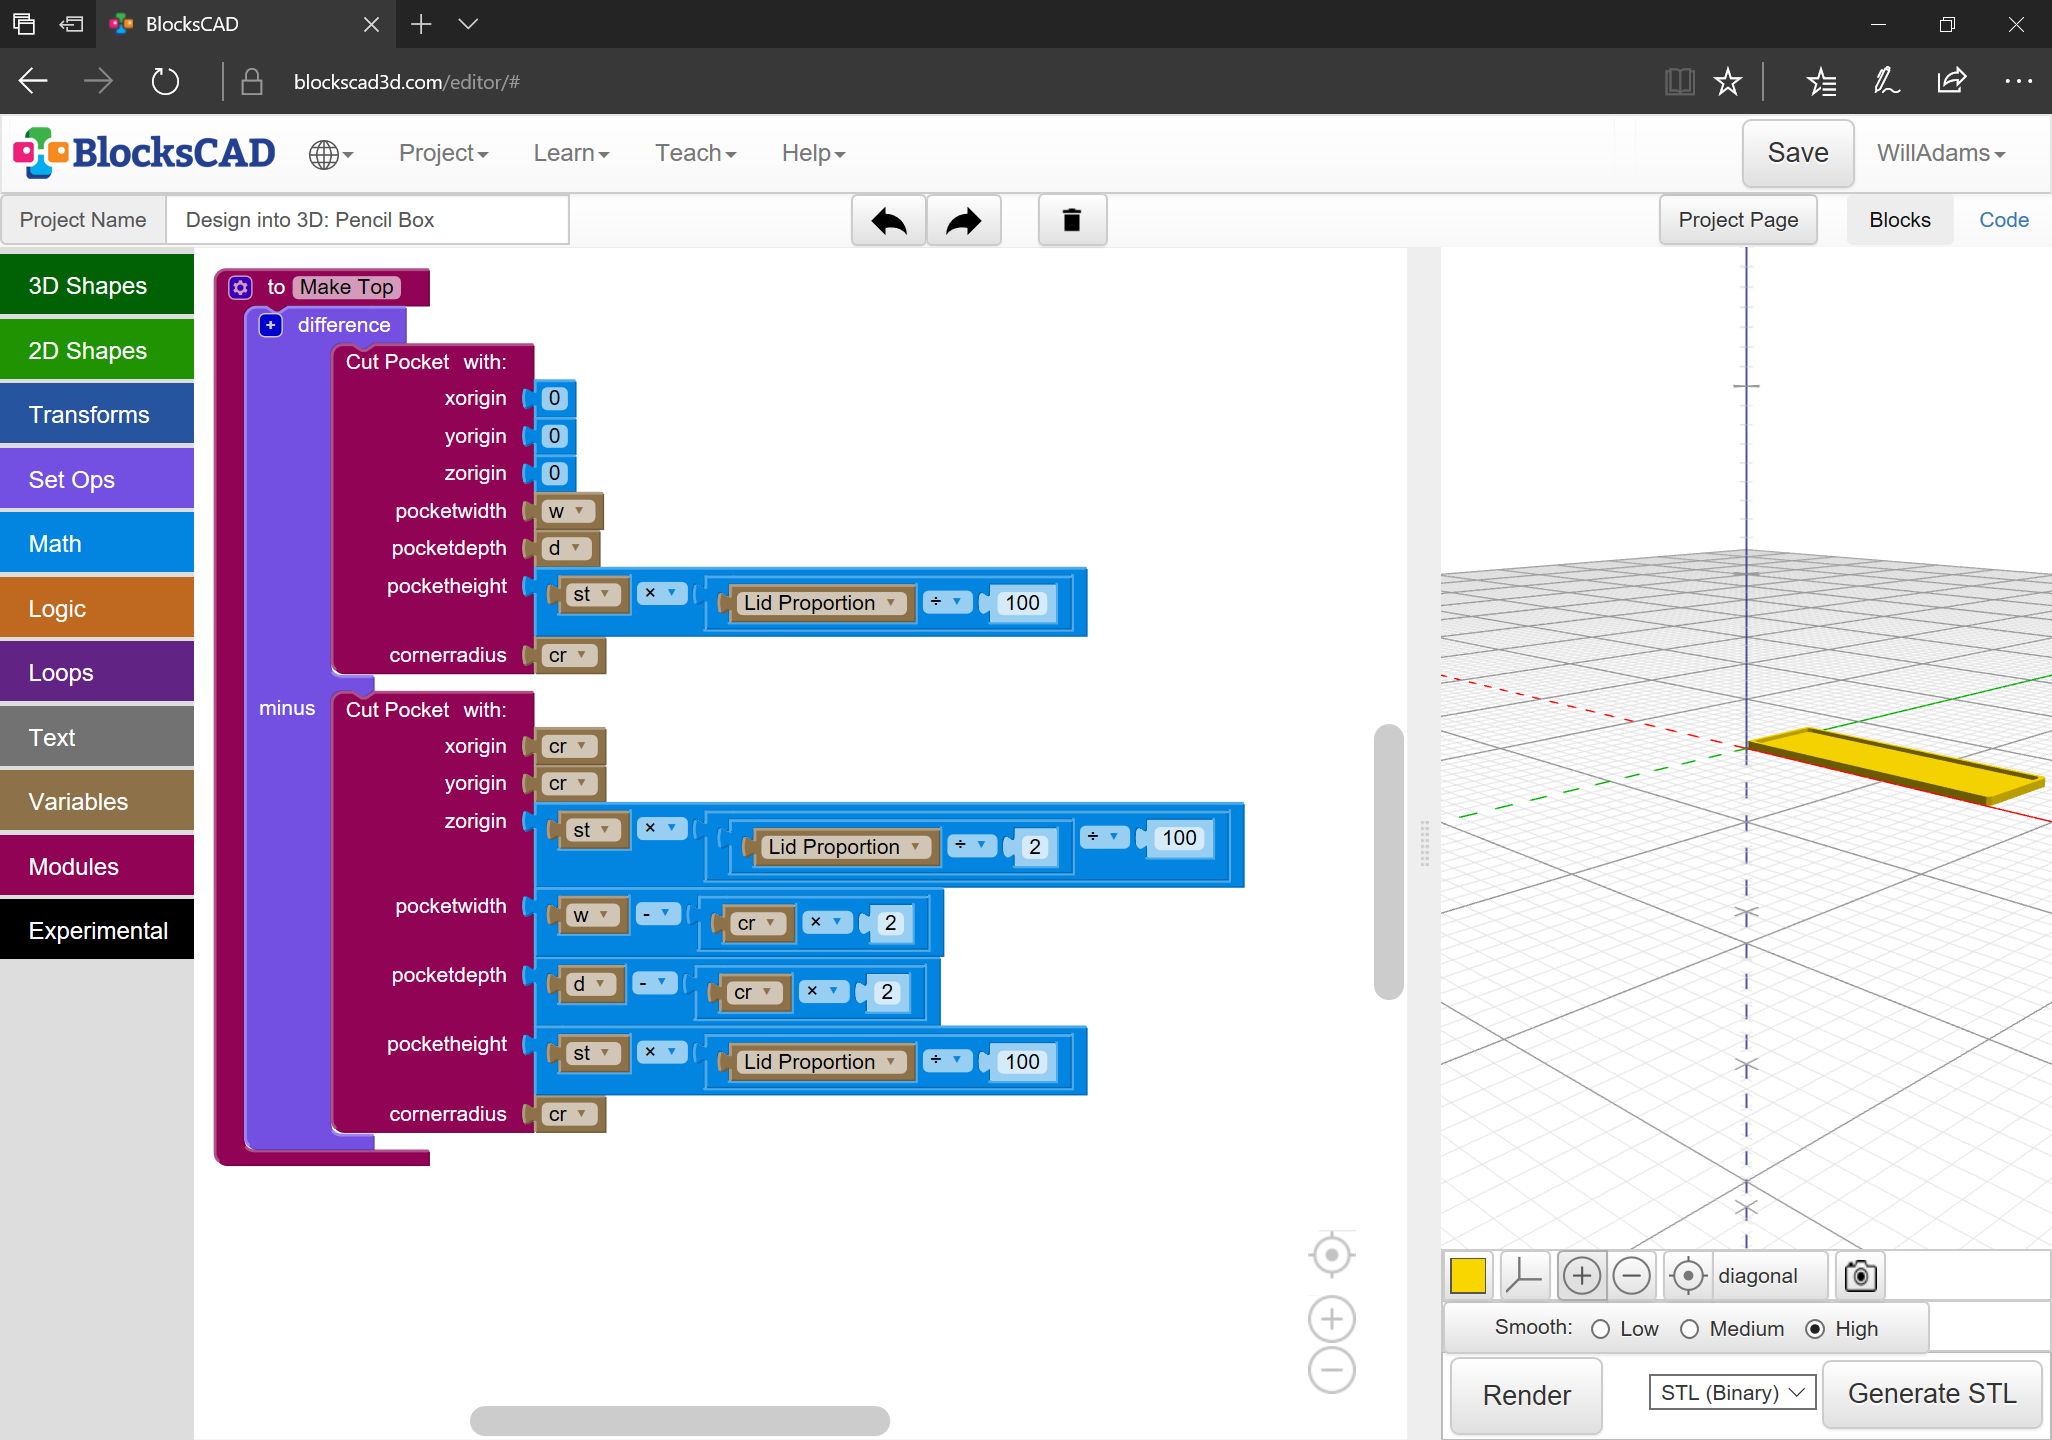 BlocksCAD
blockscad3d.com/editor/#
BlocksCAD Project Learn Teach Help Save WillAdams
Project Name Design into 3D: Pencil Box Project Page Blocks Code
3D Shapes
2D Shapes
Transforms
Set Ops
Math
Logic
Loops
Text
Variables
Modules
Experimental
to Make Top
+ difference
Cut Pocket with:
xorigin 0
yorigin 0
zorigin 0
pocketwidth w
pocketdepth d
pocketheight st × Lid Proportion ÷ 100
cornerradius cr
minus Cut Pocket with:
xorigin cr
yorigin cr
zorigin st × Lid Proportion ÷ 2 ÷ 100
pocketwidth w - cr × 2
pocketdepth d - cr × 2
pocketheight st × Lid Proportion ÷ 100
cornerradius cr
diagonal
Smooth: Low Medium High
Render STL (Binary) Generate STL